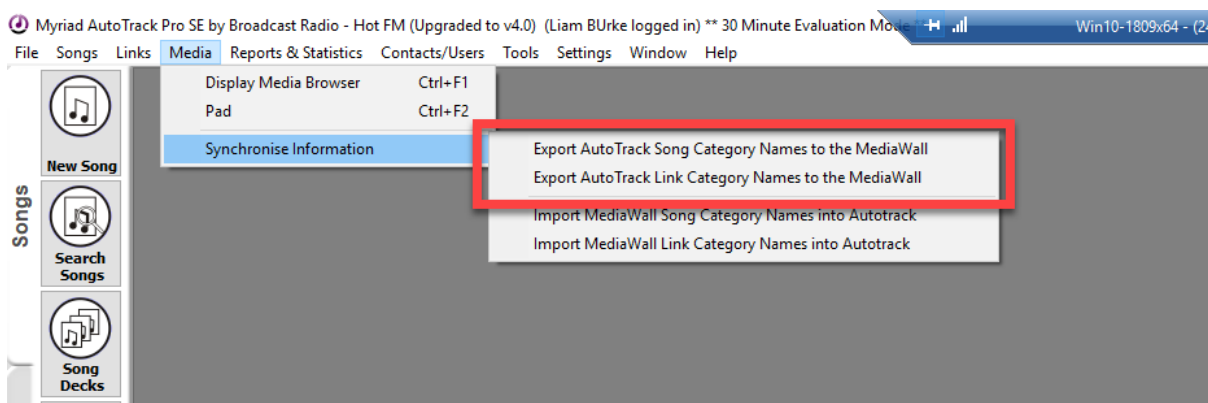 Myriad AutoTrack Pro SE by Broadcast Radio - Hot FM (Upgraded to v4.0) (Liam BUrke logged in) ** 30 Minute Evaluation Mode
Win10-1809x64 - (24
File Songs Links Media Reports & Statistics Contacts/Users Tools Settings Window Help
Display Media Browser Ctrl+F1
Pad Ctrl+F2
Synchronise Information
Export AutoTrack Song Category Names to the MediaWall
Export AutoTrack Link Category Names to the MediaWall
Import MediaWall Song Category Names into Autotrack
Import MediaWall Link Category Names into Autotrack
Songs
New Song
Search
Songs
Song
Decks